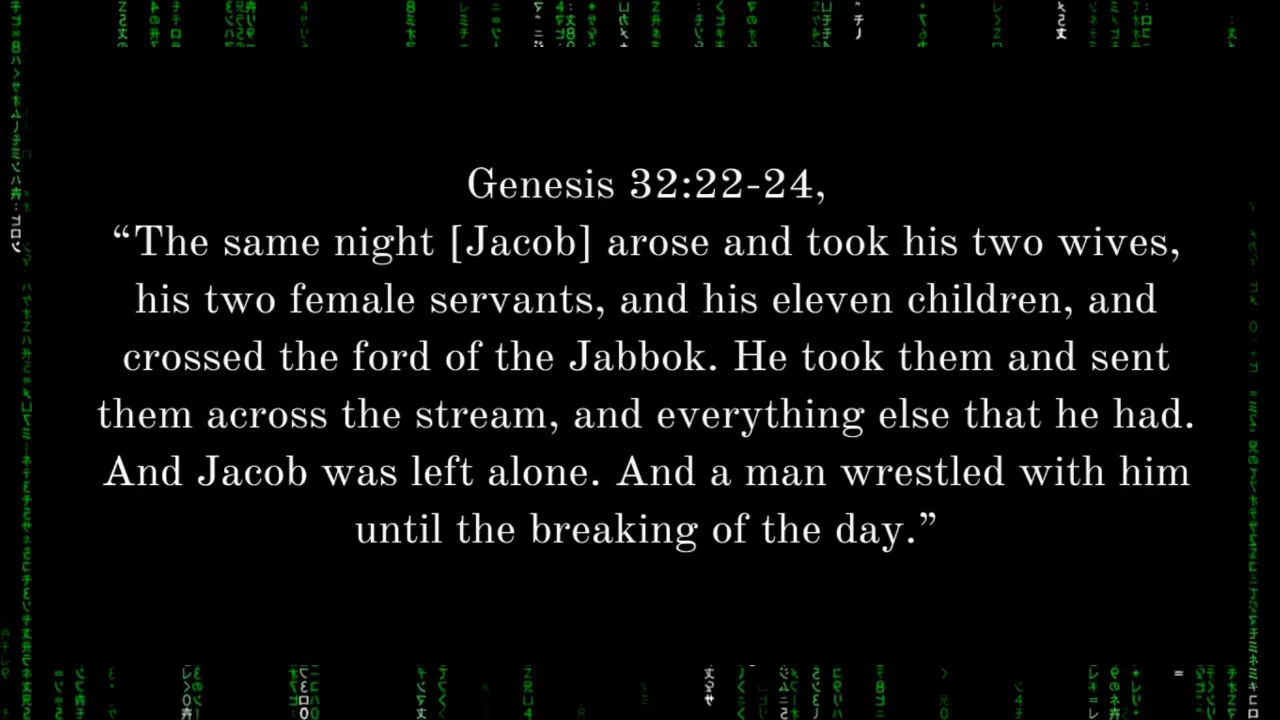 Genesis 32:22-24,
“The same night [Jacob] arose and took his two wives,
his two female servants, and his eleven children, and
crossed the ford of the Jabbok. He took them and sent
them across the stream, and everything else that he had.
And Jacob was left alone. And a man wrestled with him
until the breaking of the day.”